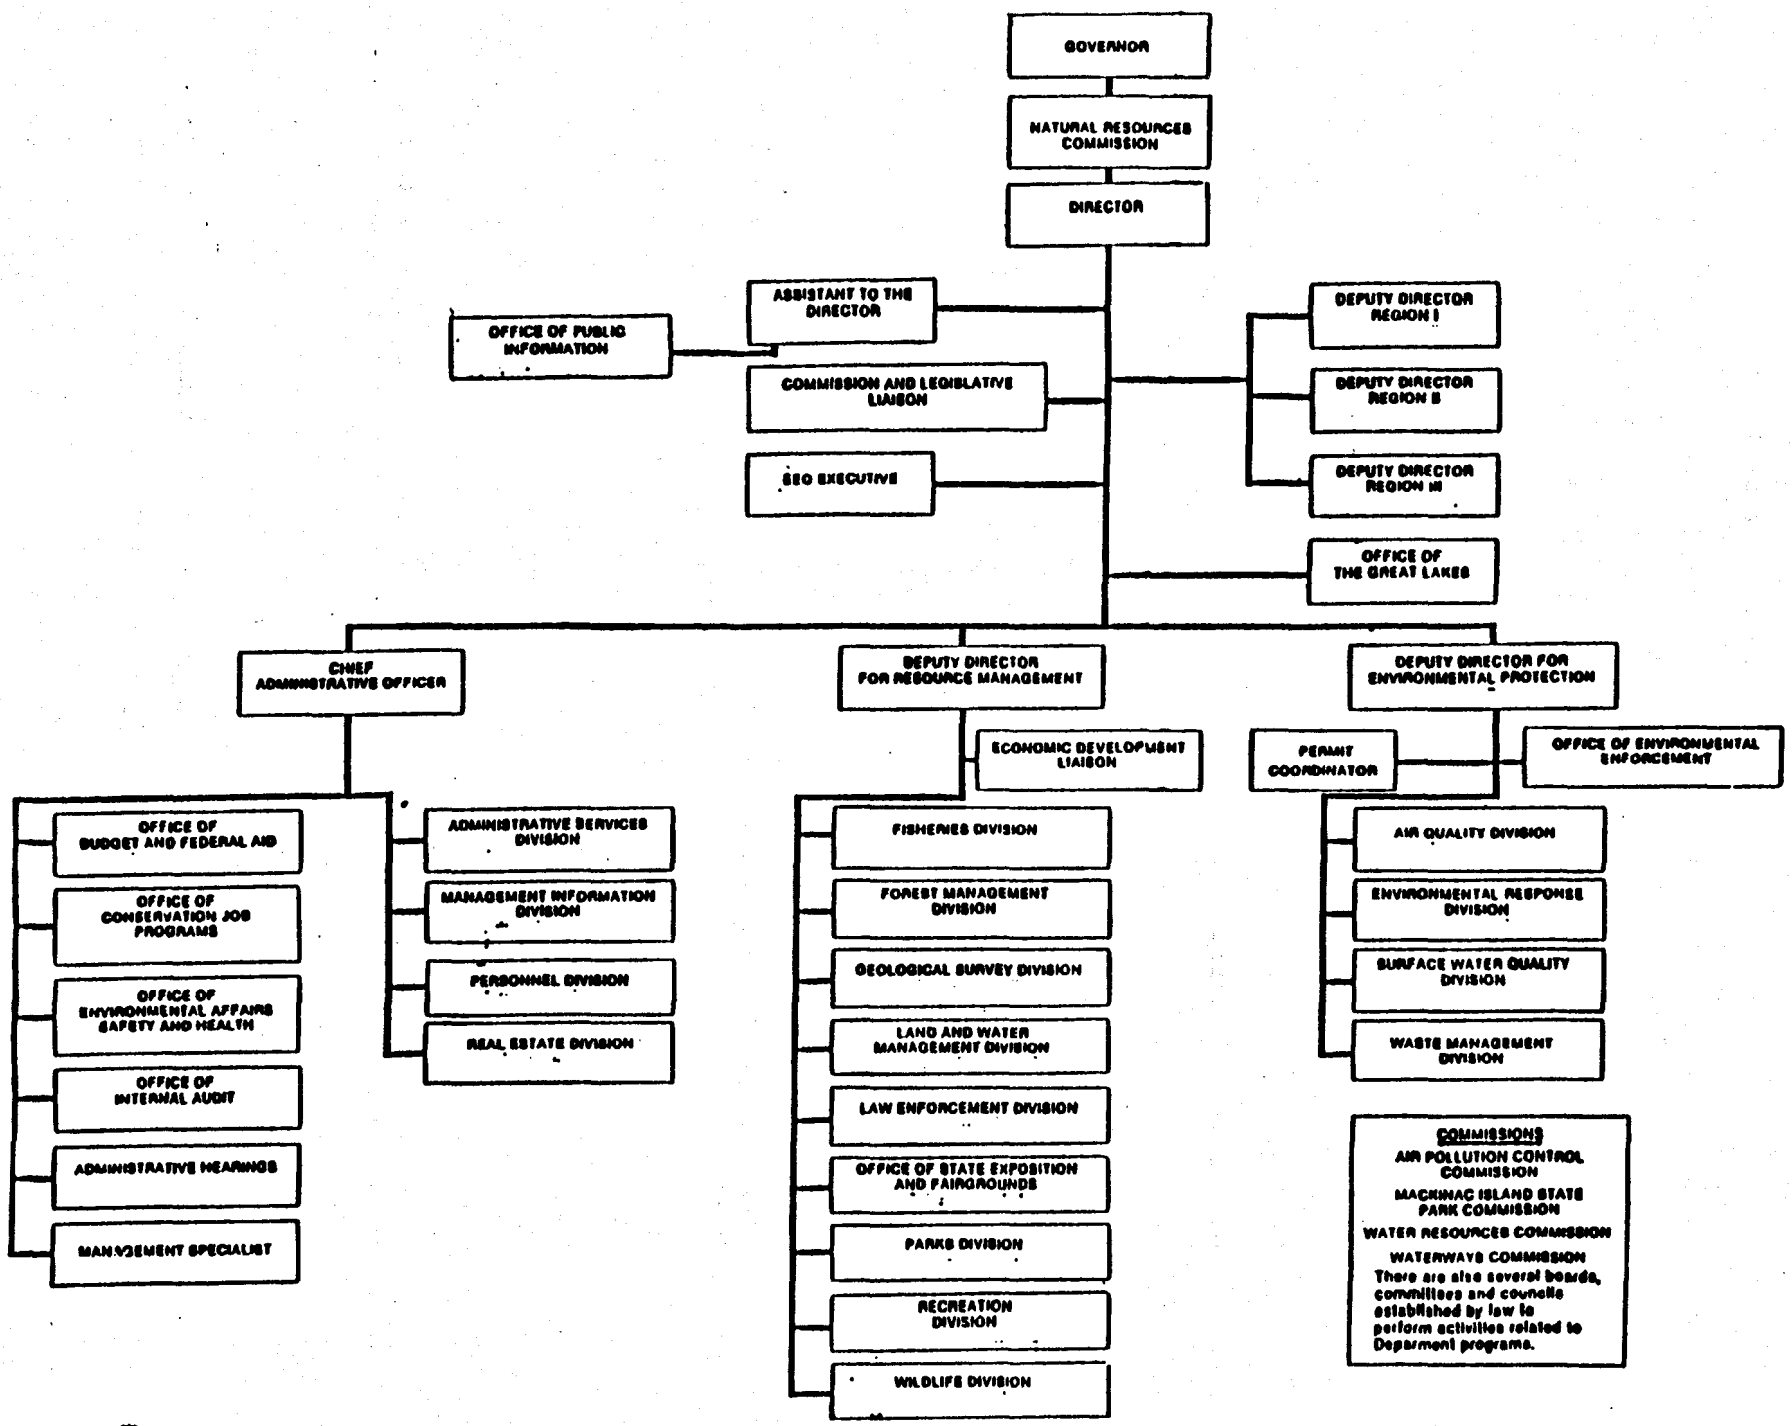 GOVERNOR
NATURAL RESOURCES
COMMISSION
DIRECTOR
ASSISTANT TO THE
DIRECTOR
OFFICE OF PUBLIC
INFORMATION
COMMISSION AND LEGISLATIVE
LIAISON
EEO EXECUTIVE
DEPUTY DIRECTOR
REGION I
DEPUTY DIRECTOR
REGION II
DEPUTY DIRECTOR
REGION III
OFFICE OF
THE GREAT LAKES
CHIEF
ADMINISTRATIVE OFFICER
DEPUTY DIRECTOR
FOR RESOURCE MANAGEMENT
DEPUTY DIRECTOR FOR
ENVIRONMENTAL PROTECTION
ECONOMIC DEVELOPMENT
LIAISON
PERMIT
COORDINATOR
OFFICE OF ENVIRONMENTAL
ENFORCEMENT
OFFICE OF
BUDGET AND FEDERAL AID
OFFICE OF
CONSERVATION JOB
PROGRAMS
OFFICE OF
ENVIRONMENTAL AFFAIRS
SAFETY AND HEALTH
OFFICE OF
INTERNAL AUDIT
ADMINISTRATIVE HEARINGS
MANAGEMENT SPECIALIST
ADMINISTRATIVE SERVICES
DIVISION
MANAGEMENT INFORMATION
DIVISION
PERSONNEL DIVISION
REAL ESTATE DIVISION
FISHERIES DIVISION
FOREST MANAGEMENT
DIVISION
GEOLOGICAL SURVEY DIVISION
LAND AND WATER
MANAGEMENT DIVISION
LAW ENFORCEMENT DIVISION
OFFICE OF STATE EXPOSITION
AND FAIRGROUNDS
PARKS DIVISION
RECREATION
DIVISION
WILDLIFE DIVISION
AIR QUALITY DIVISION
ENVIRONMENTAL RESPONSE
DIVISION
SURFACE WATER QUALITY
DIVISION
WASTE MANAGEMENT
DIVISION
COMMISSIONS
AIR POLLUTION CONTROL
COMMISSION
MACKINAC ISLAND STATE
PARK COMMISSION
WATER RESOURCES COMMISSION
WATERWAYS COMMISSION
There are also several boards,
committees and councils
established by law to
perform activities related to
Deparment programs.